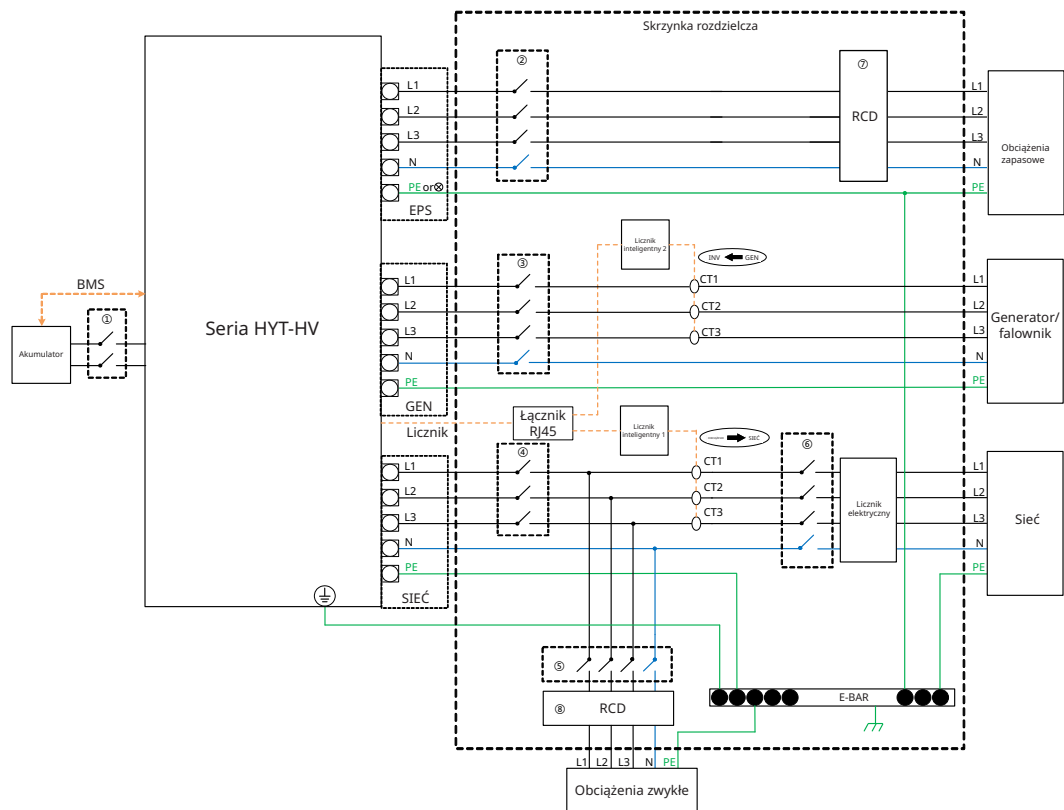 Skrzynka rozdzielcza
②
⑦
L1
L2
L3
N
PE or⊗
EPS
RCD
L1
L2
L3
N
PE
Obciążenia
zapasowe
Licznik
inteligentny 2
INV GEN
③
L1
L2
L3
N
PE
GEN
CT1
CT2
CT3
L1
L2
L3
N
PE
Generator/
falownik
BMS
①
Akumulator
Seria HYT-HV
Licznik
Łącznik
RJ45
Licznik
inteligentny 1
SIEĆ
④
⑥
L1
L2
L3
N
PE
SIEĆ
CT1
CT2
CT3
Licznik
elektryczny
L1
L2
L3
N
PE
Sieć
⑤
⑧
RCD
E-BAR
L1 L2 L3 N PE
Obciążenia zwykłe